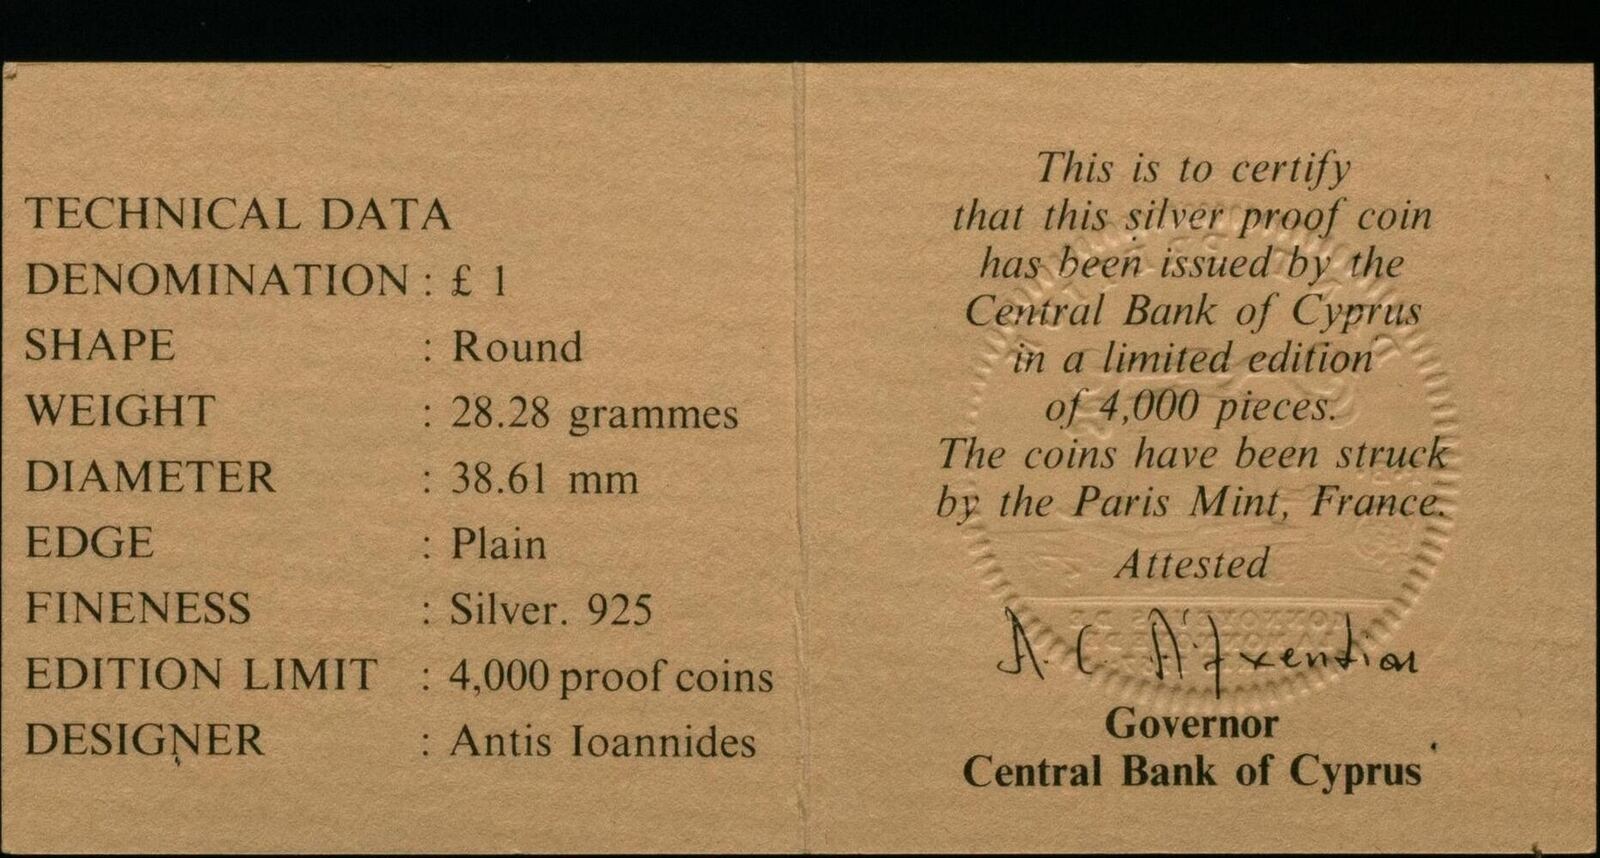 TECHNICAL DATA
DENOMINATION : £ 1
SHAPE : Round
WEIGHT : 28.28 grammes
DIAMETER : 38.61 mm
EDGE : Plain
FINENESS : Silver. 925
EDITION LIMIT : 4,000 proof coins
DESIGNER : Antis Ioannides
This is to certify
that this silver proof coin
has been issued by the
Central Bank of Cyprus
in a limited edition
of 4,000 pieces.
The coins have been struck
by the Paris Mint, France.
Attested
A. C. Afxentiou
Governor
Central Bank of Cyprus